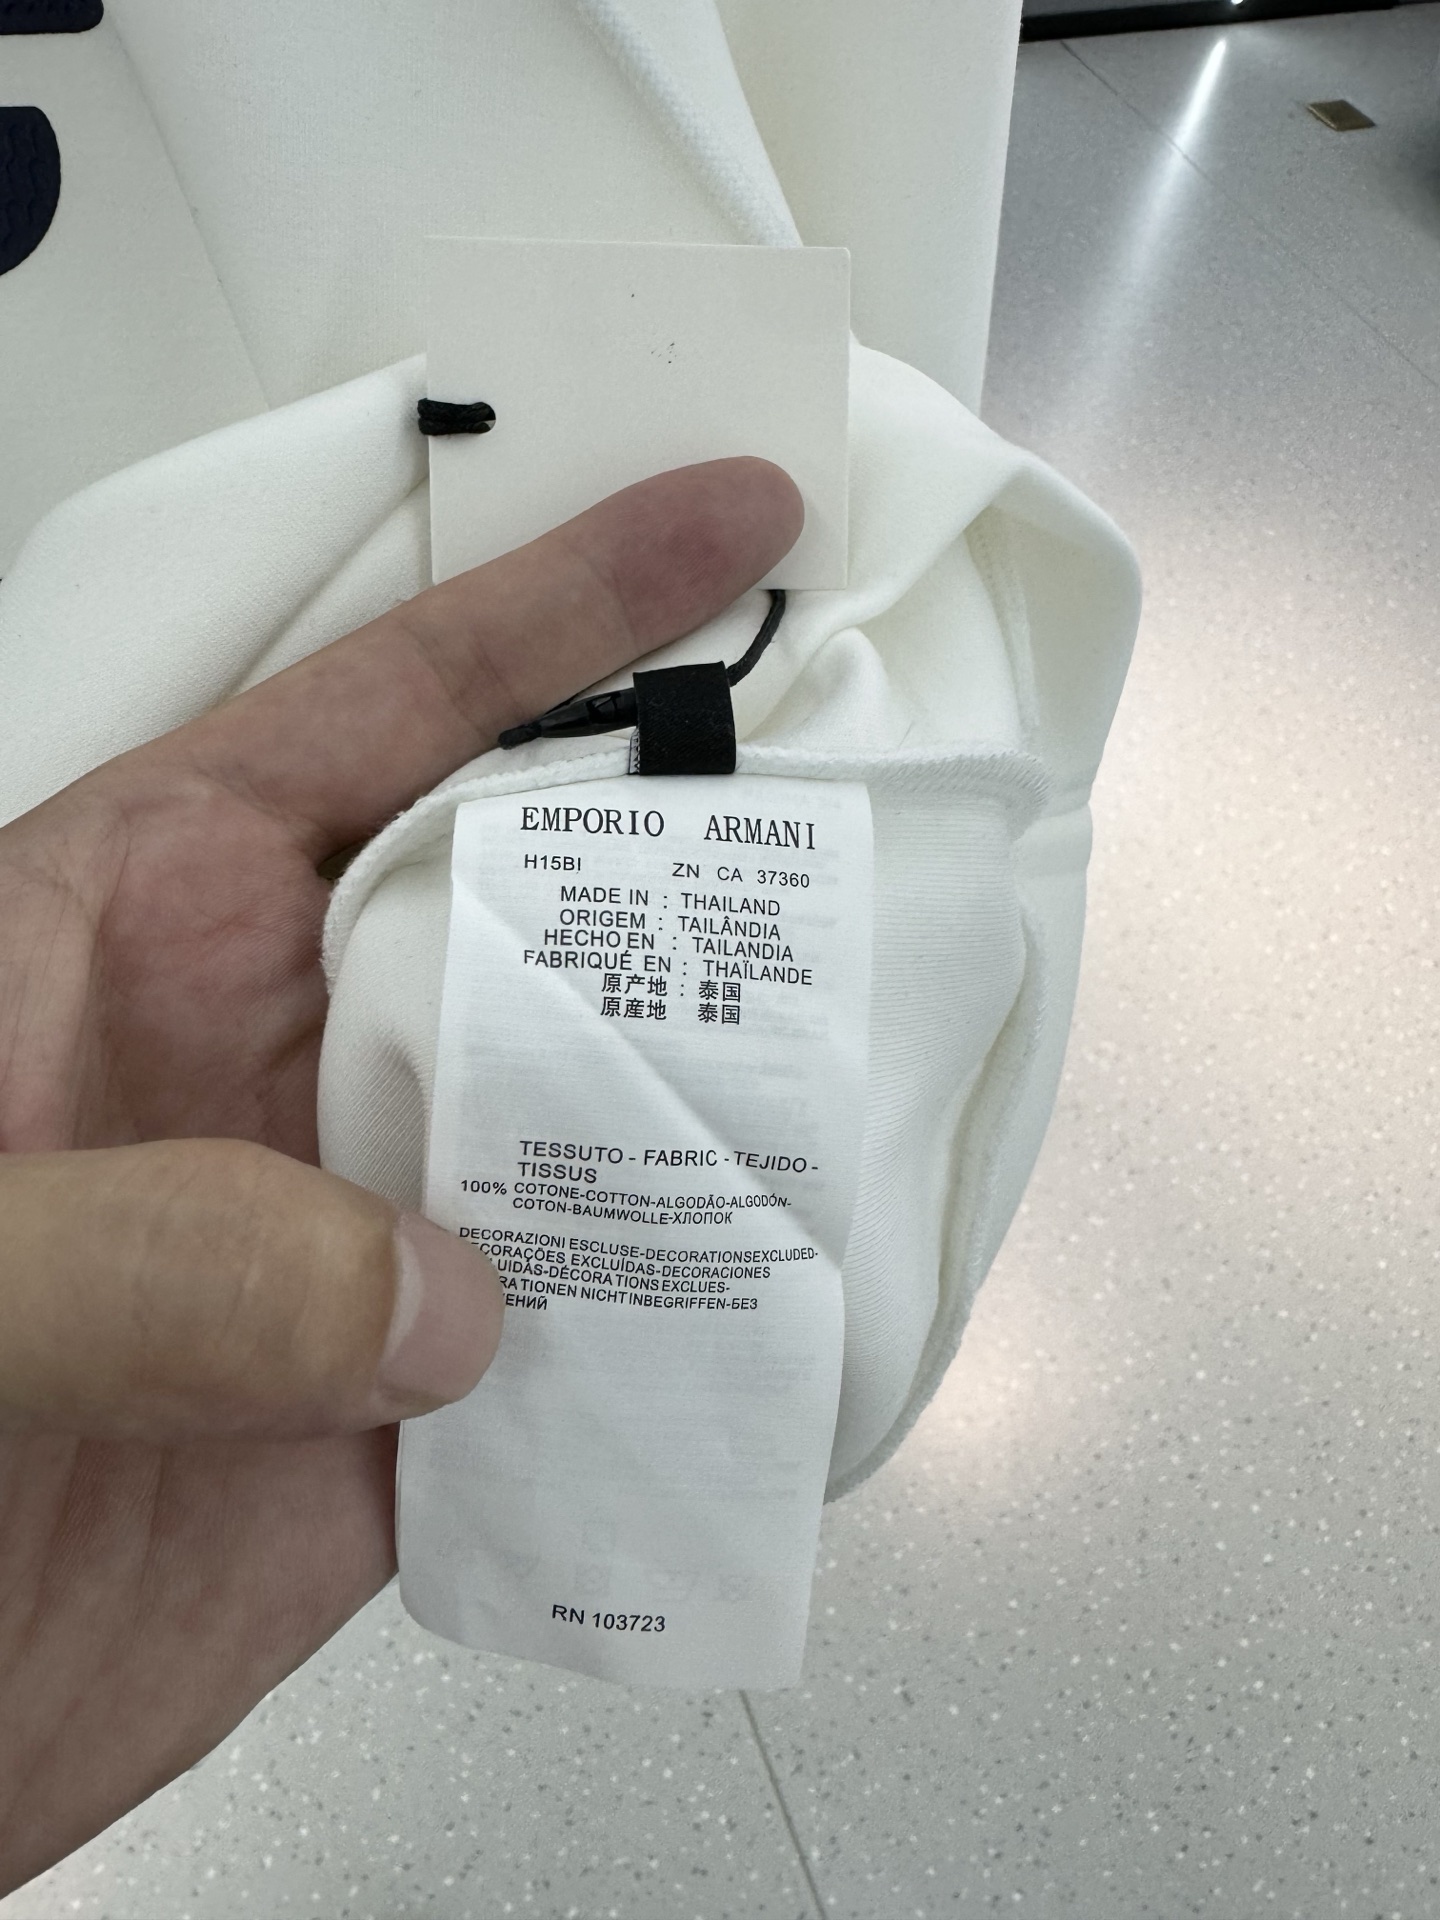 EMPORIO ARMANI
H15BI ZN CA 37360
MADE IN : THAILAND
ORIGEM : TAILÂNDIA
HECHO EN : TAILANDIA
FABRIQUÉ EN : THAÏLANDE
原产地 : 泰国
原産地 泰国
TESSUTO - FABRIC - TEJIDO -
TISSUS
100% COTONE-COTTON-ALGODÃO-ALGODÓN-
COTON-BAUMWOLLE-ХЛОПОК
DECORAZIONI ESCLUSE-DECORATIONSEXCLUDED-
ECORAÇÕES EXCLUÍDAS-DECORACIONES
LUIDAS-DÉCORATIONS EXCLUES-
RATIONEN NICHT INBEGRIFFEN-БЕЗ
ЕНИЙ
RN 103723